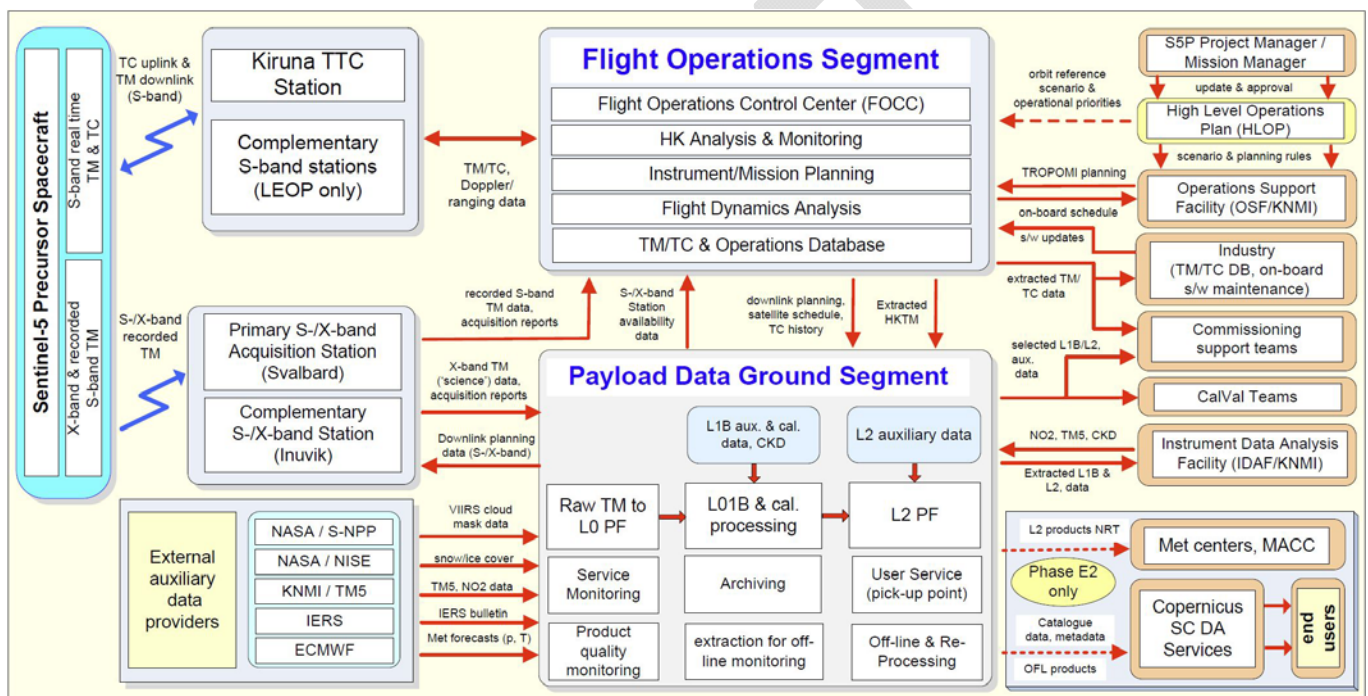 Sentinel-5 Precursor Spacecraft
S-band real time
TM & TC
X-band & recorded
S-band TM
TC uplink &
TM downlink
(S-band)
Kiruna TTC
Station
Complementary
S-band stations
(LEOP only)
TM/TC,
Doppler/
ranging data
Flight Operations Segment
Flight Operations Control Center (FOCC)
HK Analysis & Monitoring
Instrument/Mission Planning
Flight Dynamics Analysis
TM/TC & Operations Database
orbit reference
scenario &
operational priorities
S5P Project Manager /
Mission Manager
update & approval
High Level Operations
Plan (HLOP)
scenario & planning rules
TROPOMI planning
Operations Support
Facility (OSF/KNMI)
on-board schedule
s/w updates
Industry
(TM/TC DB, on-board
s/w maintenance)
extracted TM/
TC data
Commissioning
support teams
selected L1B/L2,
aux.
data
CalVal Teams
NO2, TM5, CKD
Instrument Data Analysis
Facility (IDAF/KNMI)
Extracted L1B
& L2, data
S-/X-band
recorded
TM
Primary S-/X-band
Acquisition Station
(Svalbard)
Complementary
S-/X-band Station
(Inuvik)
recorded S-band
TM data,
acquisition reports
S-/X-band
Station
availability
data
downlink planning,
satellite schedule,
TC history
Extracted
HKTM
X-band TM
('science') data,
acquisition reports
Downlink planning
data (S-/X-band)
Payload Data Ground Segment
L1B aux. & cal.
data, CKD
L2 auxiliary data
Raw TM to
L0 PF
L01B & cal.
processing
L2 PF
Service
Monitoring
Archiving
User Service
(pick-up point)
Product
quality
monitoring
extraction for off-
line monitoring
Off-line & Re-
Processing
External
auxiliary
data
providers
NASA / S-NPP
NASA / NISE
KNMI / TM5
IERS
ECMWF
VIIRS cloud
mask data
snow/ice cover
TM5, NO2 data
IERS bulletin
Met forecasts (p, T)
L2 products NRT
Met centers, MACC
Phase E2
only
Catalogue
data, metadata
OFL products
Copernicus
SC DA
Services
end
users